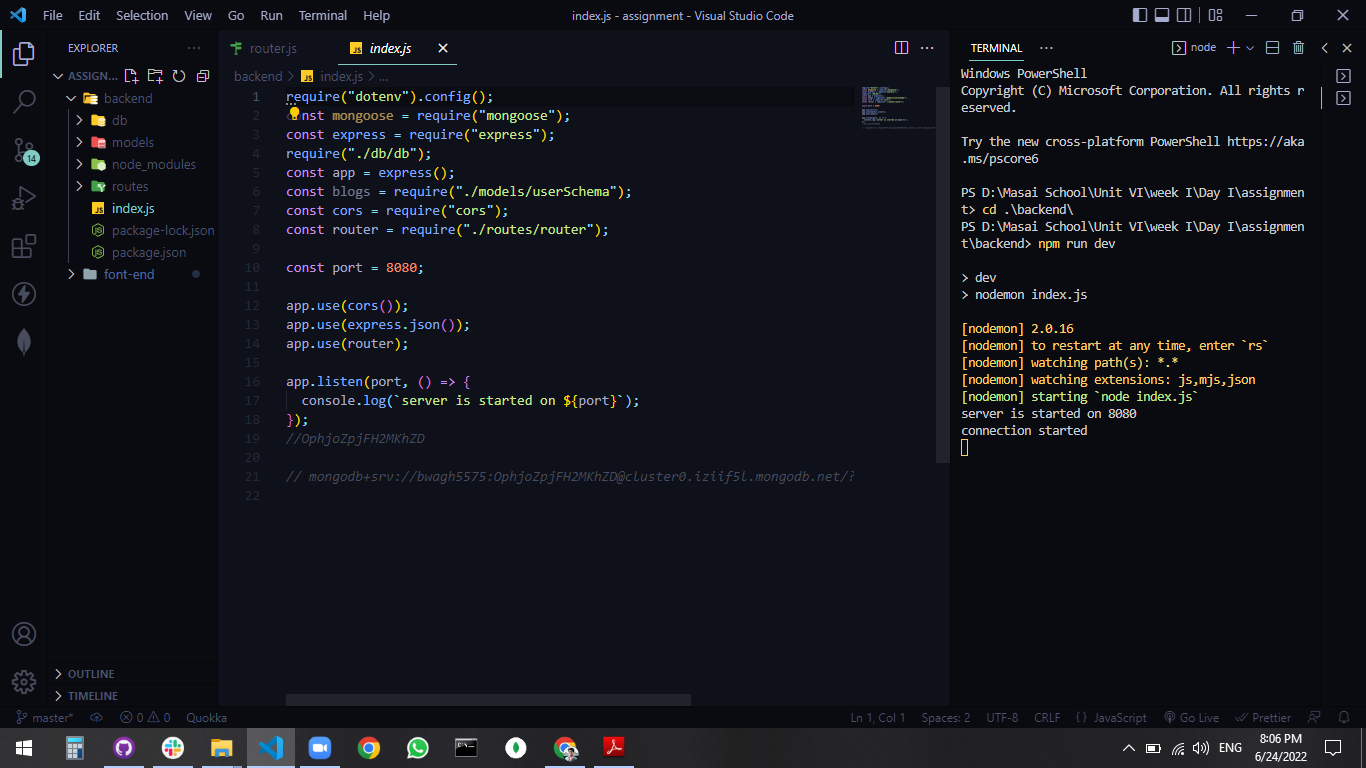 File Edit Selection View Go Run Terminal Help index.js - assignment - Visual Studio Code
EXPLORER ···
ASSIGN...
backend
db
models
node_modules
routes
index.js
package-lock.json
package.json
font-end
OUTLINE
TIMELINE
14
router.js index.js
backend > index.js > ...
1 require("dotenv").config();
2 nst mongoose = require("mongoose");
3 const express = require("express");
4 require("./db/db");
5 const app = express();
6 const blogs = require("./models/userSchema");
7 const cors = require("cors");
8 const router = require("./routes/router");
9
10 const port = 8080;
11
12 app.use(cors());
13 app.use(express.json());
14 app.use(router);
15
16 app.listen(port, () => {
17 console.log(`server is started on ${port}`);
18 });
19 //OphjoZpjFH2MKhZD
20
21 // mongodb+srv://bwagh5575:OphjoZpjFH2MKhZD@cluster0.iziif5l.mongodb.net/?
22
TERMINAL ··· node
Windows PowerShell
Copyright (C) Microsoft Corporation. All rights r
eserved.
Try the new cross-platform PowerShell https://aka
.ms/pscore6
PS D:\Masai School\Unit VI\week I\Day I\assignmen
t> cd .\backend\
PS D:\Masai School\Unit VI\week I\Day I\assignmen
t\backend> npm run dev
> dev
> nodemon index.js
[nodemon] 2.0.16
[nodemon] to restart at any time, enter `rs`
[nodemon] watching path(s): *.*
[nodemon] watching extensions: js,mjs,json
[nodemon] starting `node index.js`
server is started on 8080
connection started
master* 0 0 Quokka Ln 1, Col 1 Spaces: 2 UTF-8 CRLF {} JavaScript Go Live Prettier
ENG
8:06 PM
6/24/2022